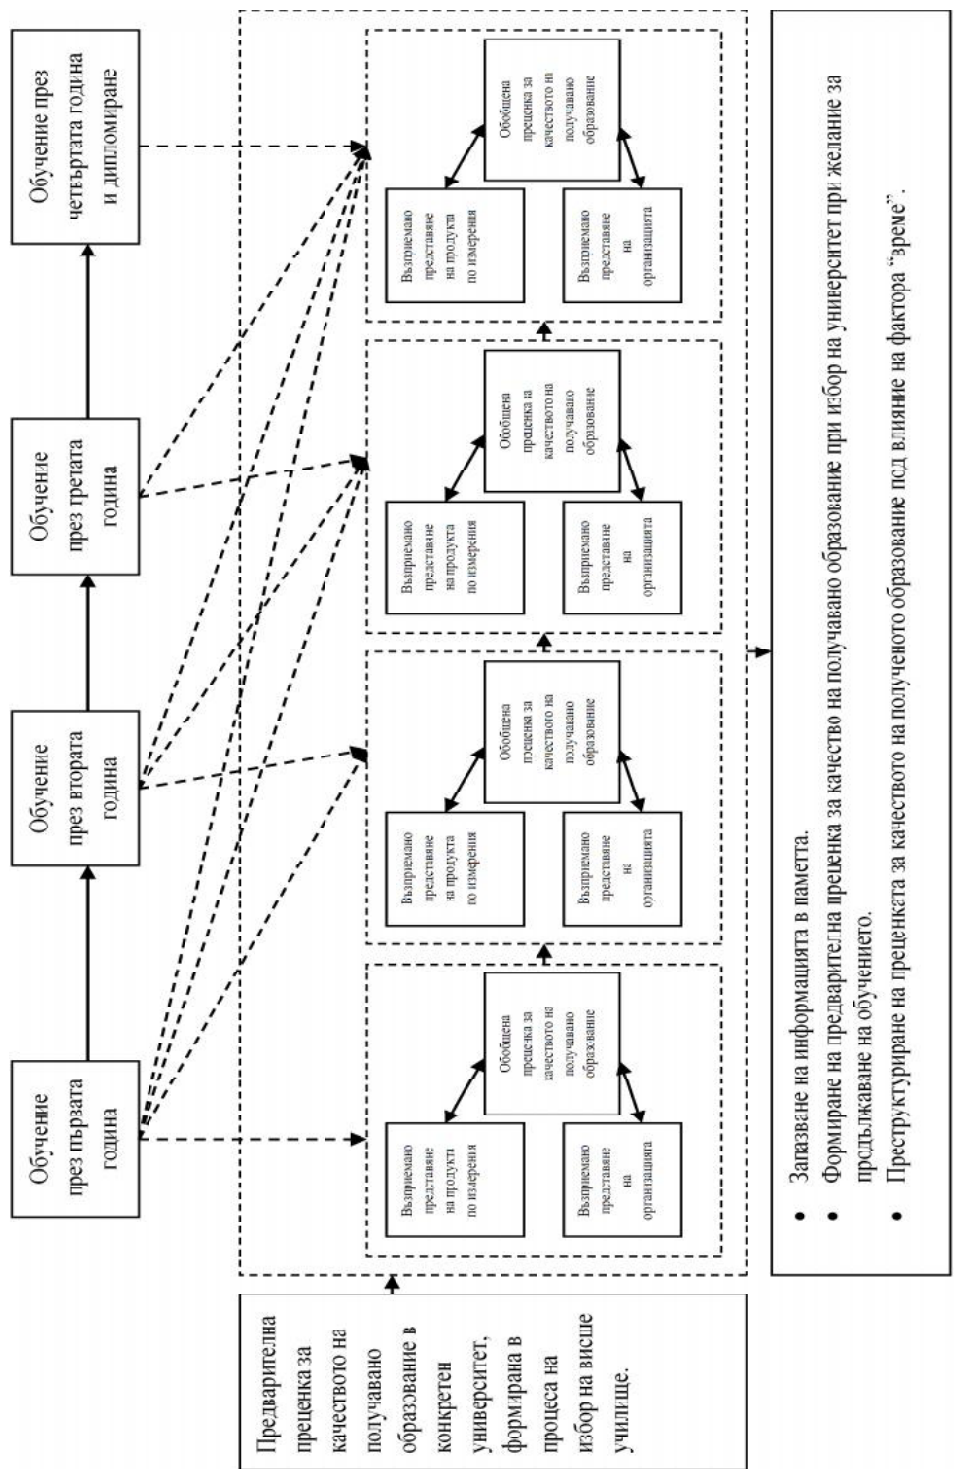 Обучение
през първата
година
Обучение
през втората
година
Обучение
през третата
година
Обучение през
четвъртата година
и дипломиране
Предварителна
преценка за
качеството на
получавано
образование в
конкретен
университет,
формирана в
процеса на
избор на висше
училище.
Възприемано
представяне
на продукта
по измерения
Възприемано
представяне
на
организацията
Обобщена
преценка за
качеството на
получавано
образование
Възприемано
представяне
на продукта
по измерения
Възприемано
представяне
на
организацията
Обобщена
преценка за
качеството на
получавано
образование
Възприемано
представяне
на продукта
по измерения
Възприемано
представяне
на
организацията
Обобщена
преценка за
качеството на
получавано
образование
Възприемано
представяне
на продукта
по измерения
Възприемано
представяне
на
организацията
Обобщена
преценка за
качеството на
получавано
образование
• Запазване на информацията в паметта.
• Формиране на предварителна преценка за качество на получавано образование при избор на университет при желание за
продължаване на обучението.
• Преструктуриране на преценката за качеството на полученото образование под влияние на фактора “време”.